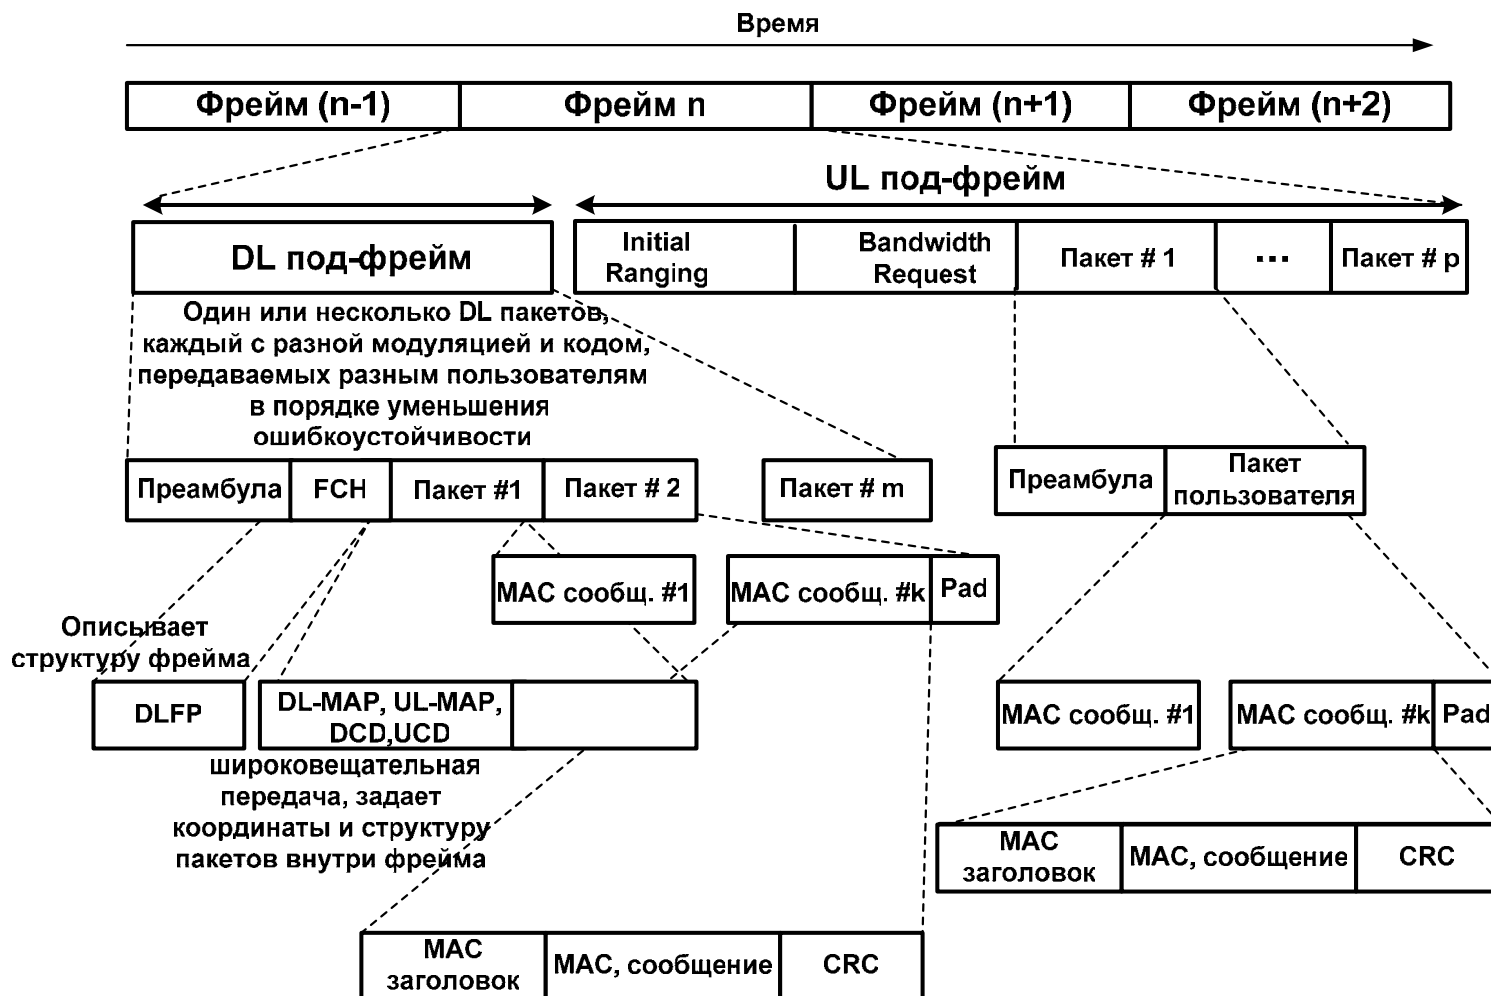 Время
Фрейм (n-1)
Фрейм n
Фрейм (n+1)
Фрейм (n+2)
UL под-фрейм
DL под-фрейм
Initial
Ranging
Bandwidth
Request
Пакет # 1
...
Пакет # p
Один или несколько DL пакетов,
каждый с разной модуляцией и кодом,
передаваемых разным пользователям
в порядке уменьшения
ошибкоустойчивости
Преамбула
FCH
Пакет #1
Пакет # 2
Пакет # m
Преамбула
Пакет
пользователя
MAC сообщ. #1
MAC сообщ. #k
Pad
Описывает
структуру фрейма
DLFP
DL-MAP, UL-MAP,
DCD,UCD
MAC сообщ. #1
MAC сообщ. #k
Pad
широковещательная
передача, задает
координаты и структуру
пакетов внутри фрейма
MAC
заголовок
MAC, сообщение
CRC
MAC
заголовок
MAC, сообщение
CRC